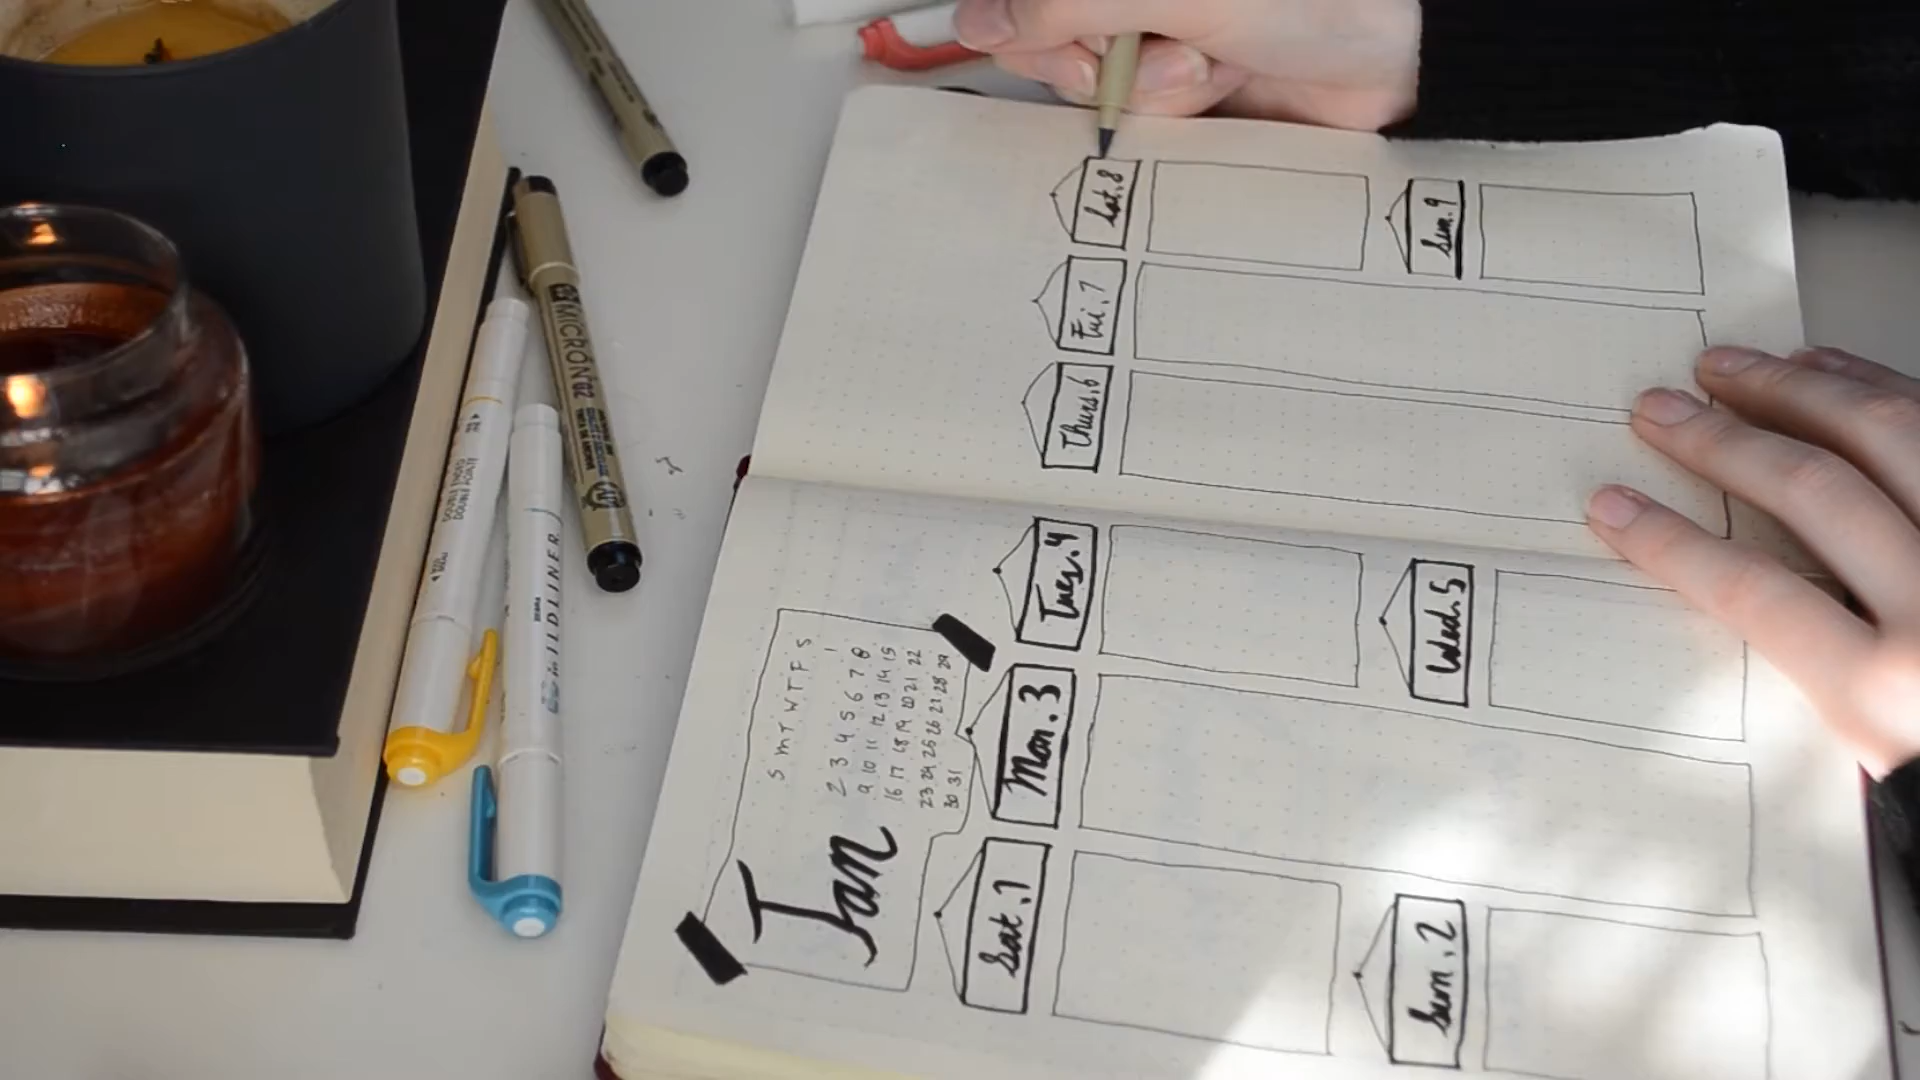 Jan
S M T W T F S
1
2 3 4 5 6 7 8
9 10 11 12 13 14 15
16 17 18 19 20 21 22
23 24 25 26 27 28 29
30 31
Sat. 1
Sun. 2
Mon. 3
Tues. 4
Wed. 5
Thurs. 6
Fri. 7
Sat. 8
Sun. 9
MICRON 02
MILDLINER